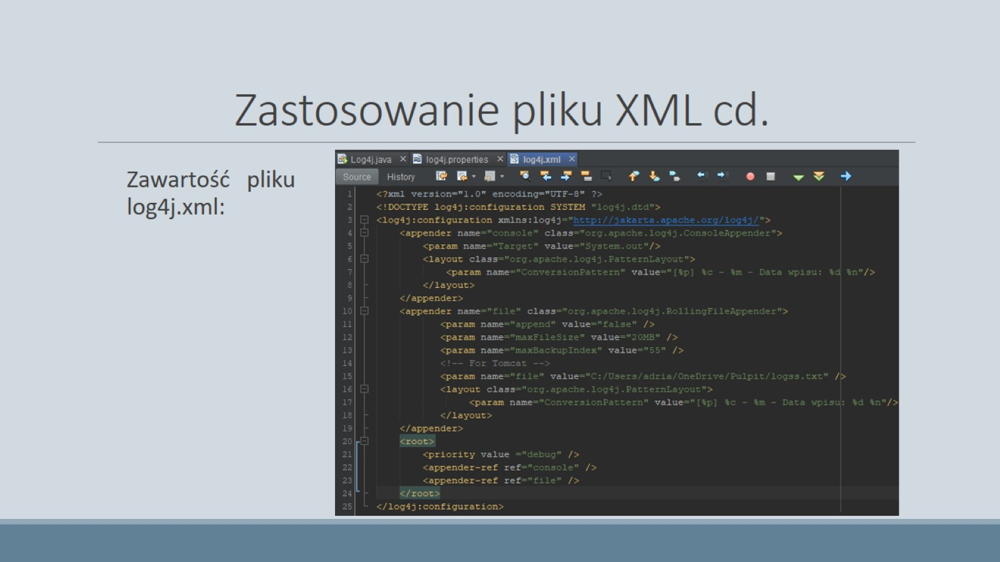 Zastosowanie pliku XML cd.
Zawartość pliku
log4j.xml:
Log4j.java log4j.properties log4j.xml
Source History
1 <?xml version="1.0" encoding="UTF-8" ?>
2 <!DOCTYPE log4j:configuration SYSTEM "log4j.dtd">
3 <log4j:configuration xmlns:log4j="http://jakarta.apache.org/log4j/">
4 <appender name="console" class="org.apache.log4j.ConsoleAppender">
5 <param name="Target" value="System.out"/>
6 <layout class="org.apache.log4j.PatternLayout">
7 <param name="ConversionPattern" value="[%p] %c - %m - Data wpisu: %d %n"/>
8 </layout>
9 </appender>
10 <appender name="file" class="org.apache.log4j.RollingFileAppender">
11 <param name="append" value="false" />
12 <param name="maxFileSize" value="20MB" />
13 <param name="maxBackupIndex" value="55" />
14 <!-- For Tomcat -->
15 <param name="file" value="C:/Users/adria/OneDrive/Pulpit/logss.txt" />
16 <layout class="org.apache.log4j.PatternLayout">
17 <param name="ConversionPattern" value="[%p] %c - %m - Data wpisu: %d %n"/>
18 </layout>
19 </appender>
20 <root>
21 <priority value ="debug" />
22 <appender-ref ref="console" />
23 <appender-ref ref="file" />
24 </root>
25 </log4j:configuration>